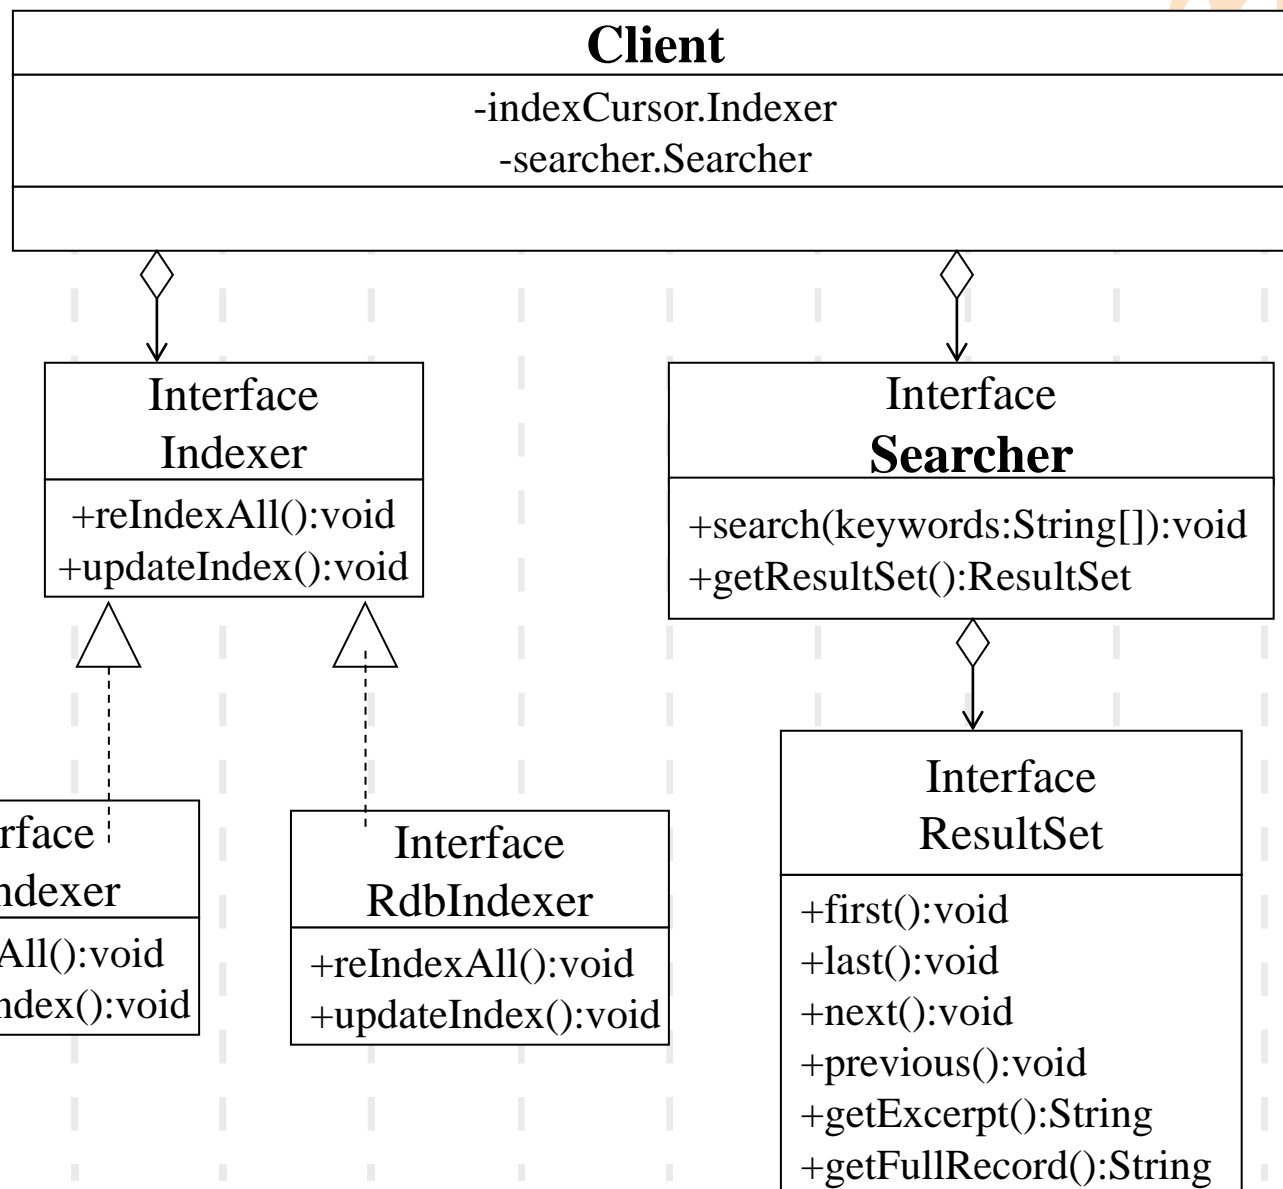 Client
-indexCursor.Indexer
-searcher.Searcher
Interface
Indexer
+reIndexAll():void
+updateIndex():void
Interface
Searcher
+search(keywords:String[]):void
+getResultSet():ResultSet
rface
ndexer
All():void
ndex():void
Interface
RdbIndexer
+reIndexAll():void
+updateIndex():void
Interface
ResultSet
+first():void
+last():void
+next():void
+previous():void
+getExcerpt():String
+getFullRecord():String